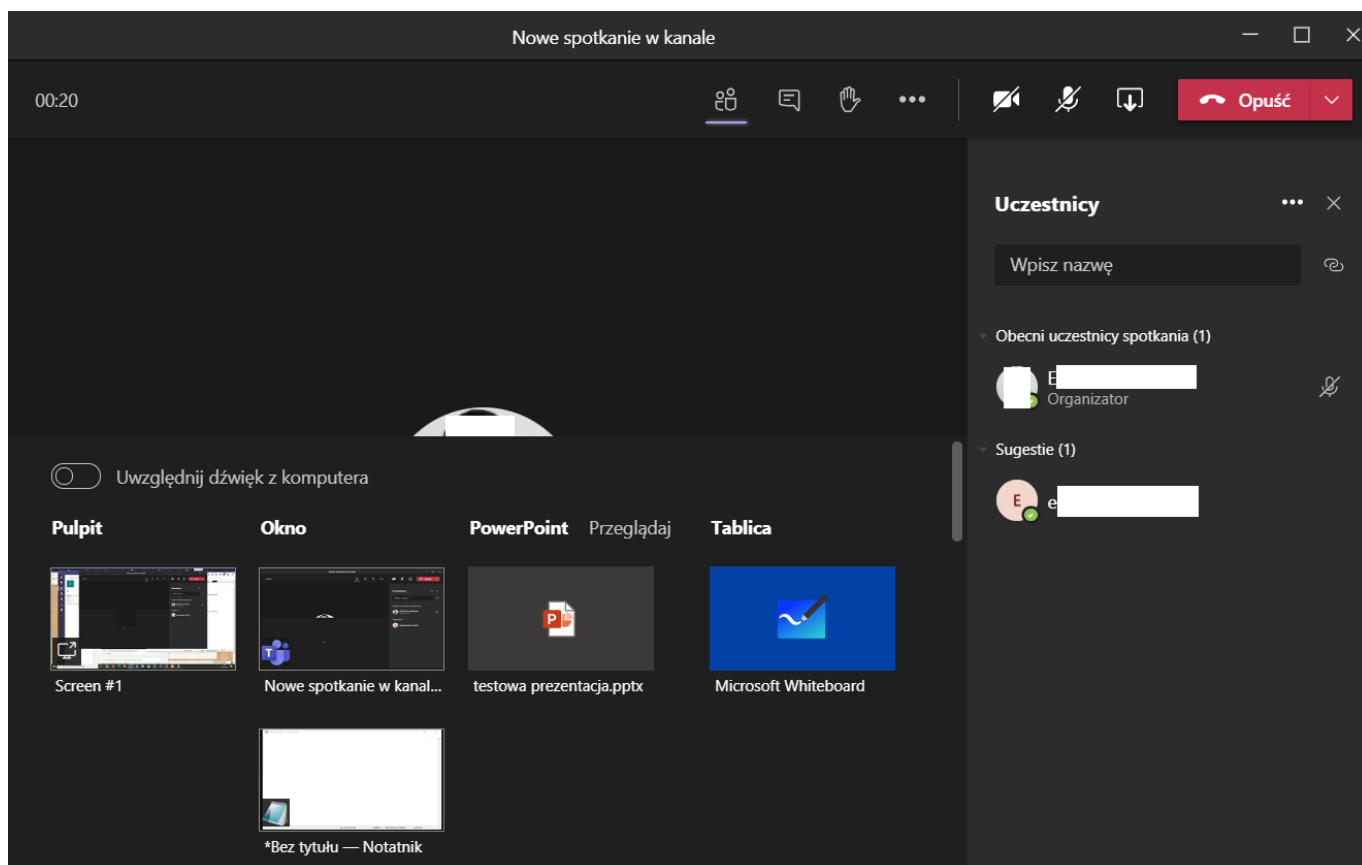 Nowe spotkanie w kanale
00:20
Opuść
Uczestnicy
Wpisz nazwę
Obecni uczestnicy spotkania (1)
E
Organizator
Sugestie (1)
E
e
Uwzględnij dźwięk z komputera
Pulpit Okno PowerPoint Przeglądaj Tablica
Screen #1 Nowe spotkanie w kanal... testowa prezentacja.pptx Microsoft Whiteboard
*Bez tytułu — Notatnik